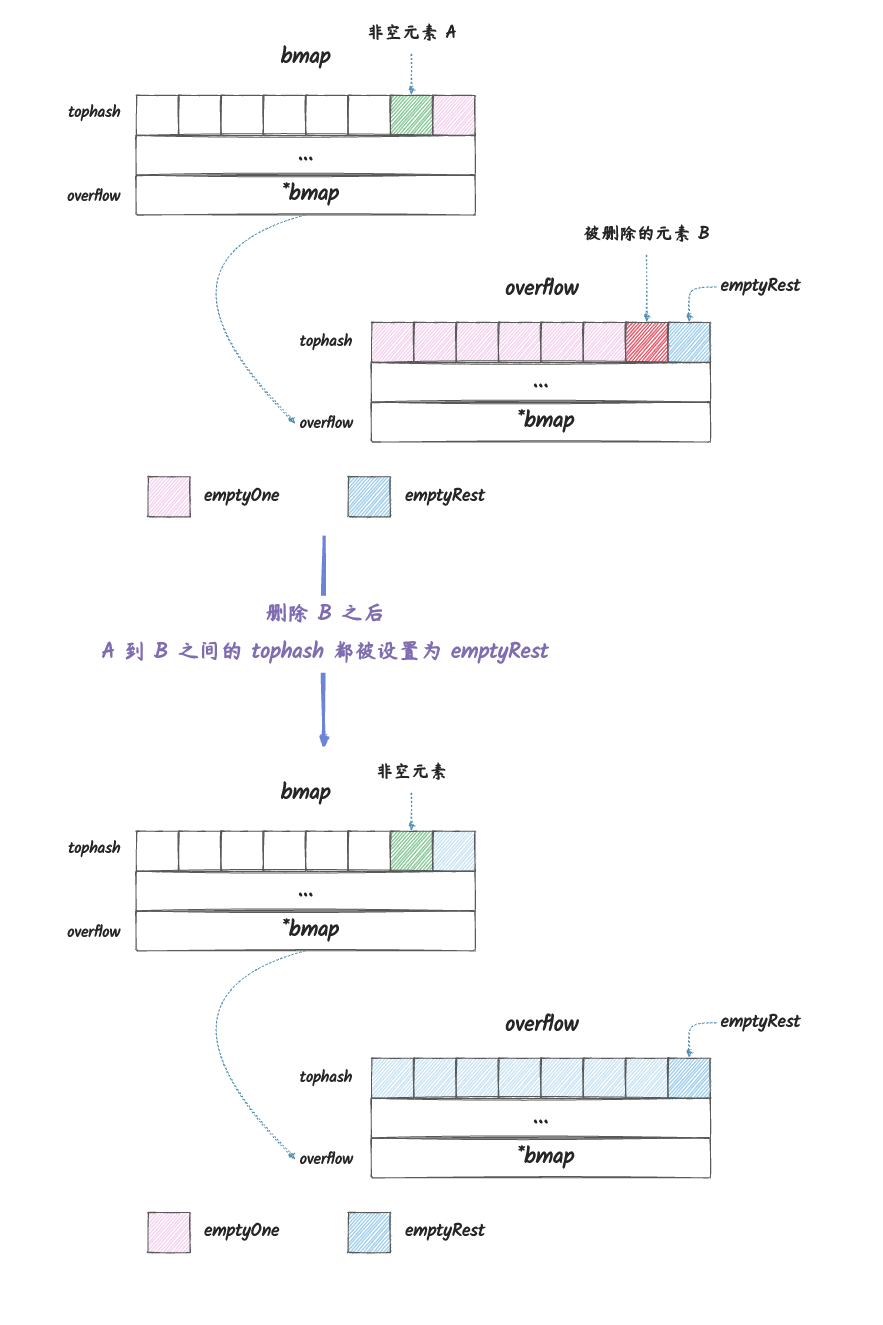 非空元素 A
bmap
tophash
...
overflow
*bmap
被删除的元素 B
overflow
emptyRest
tophash
...
overflow
*bmap
emptyOne
emptyRest
删除 B 之后
A 到 B 之间的 tophash 都被设置为 emptyRest
非空元素
bmap
tophash
...
overflow
*bmap
overflow
emptyRest
tophash
...
overflow
*bmap
emptyOne
emptyRest